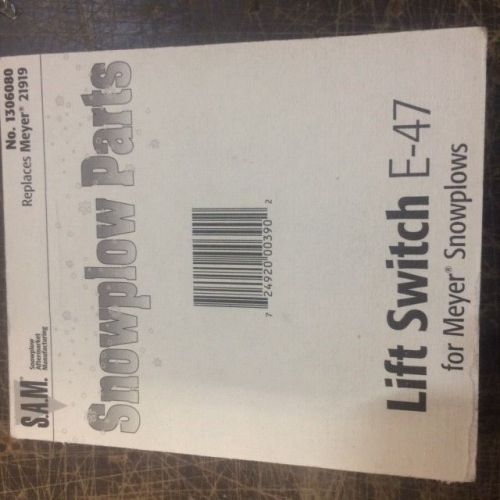 S.A.M.®
Snowplow
Aftermarket
Manufacturing
No. 1306080
Replaces Meyer® 21919
Snowplow Parts
7 24920 00390 2
Lift Switch E-47
for Meyer® Snowplows